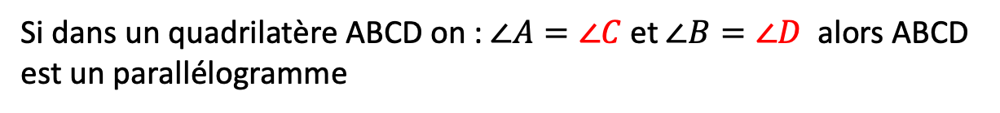 Si dans un quadrilatère ABCD on : ∠A = ∠C et ∠B = ∠D alors ABCD
est un parallélogramme